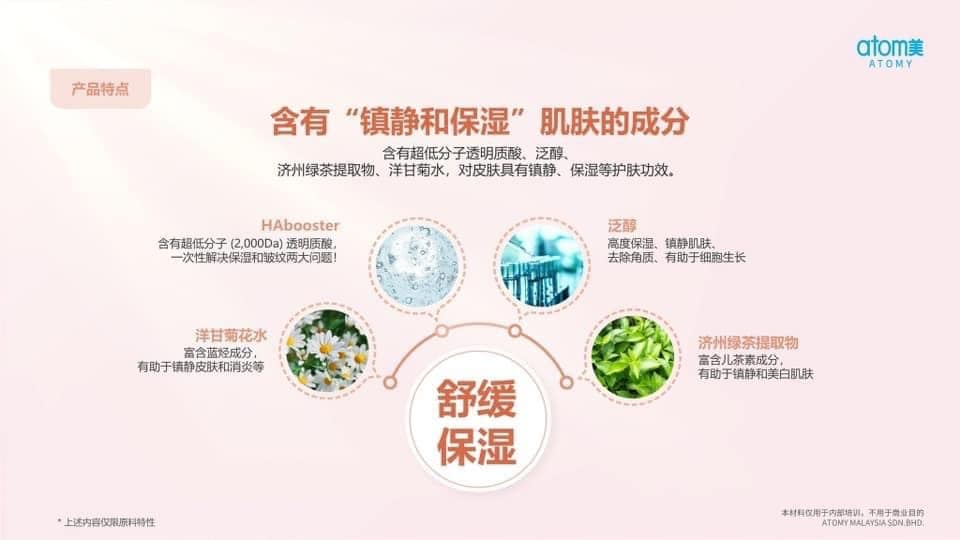 atom美
ATOMY
产品特点
含有“镇静和保湿”肌肤的成分
含有超低分子透明质酸、泛醇、
济州绿茶提取物、洋甘菊水，对皮肤具有镇静、保湿等护肤功效。
HAbooster
含有超低分子 (2,000Da) 透明质酸，
一次性解决保湿和皱纹两大问题！
泛醇
高度保湿、镇静肌肤、
去除角质、有助于细胞生长
洋甘菊花水
富含蓝烃成分，
有助于镇静皮肤和消炎等
济州绿茶提取物
富含儿茶素成分，
有助于镇静和美白肌肤
舒缓
保湿
* 上述内容仅限原料特性
本材料仅用于内部培训，不用于商业目的
ATOMY MALAYSIA SDN.BHD.